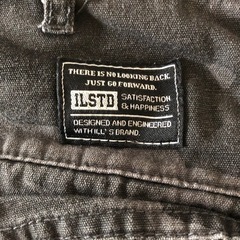 THERE IS NO LOOKING BACK.
JUST GO FORWARD.
ILSTD
SATISFACTION
& HAPPINESS
DESIGNED AND ENGINEERED
WITH ILL'S BRAND.